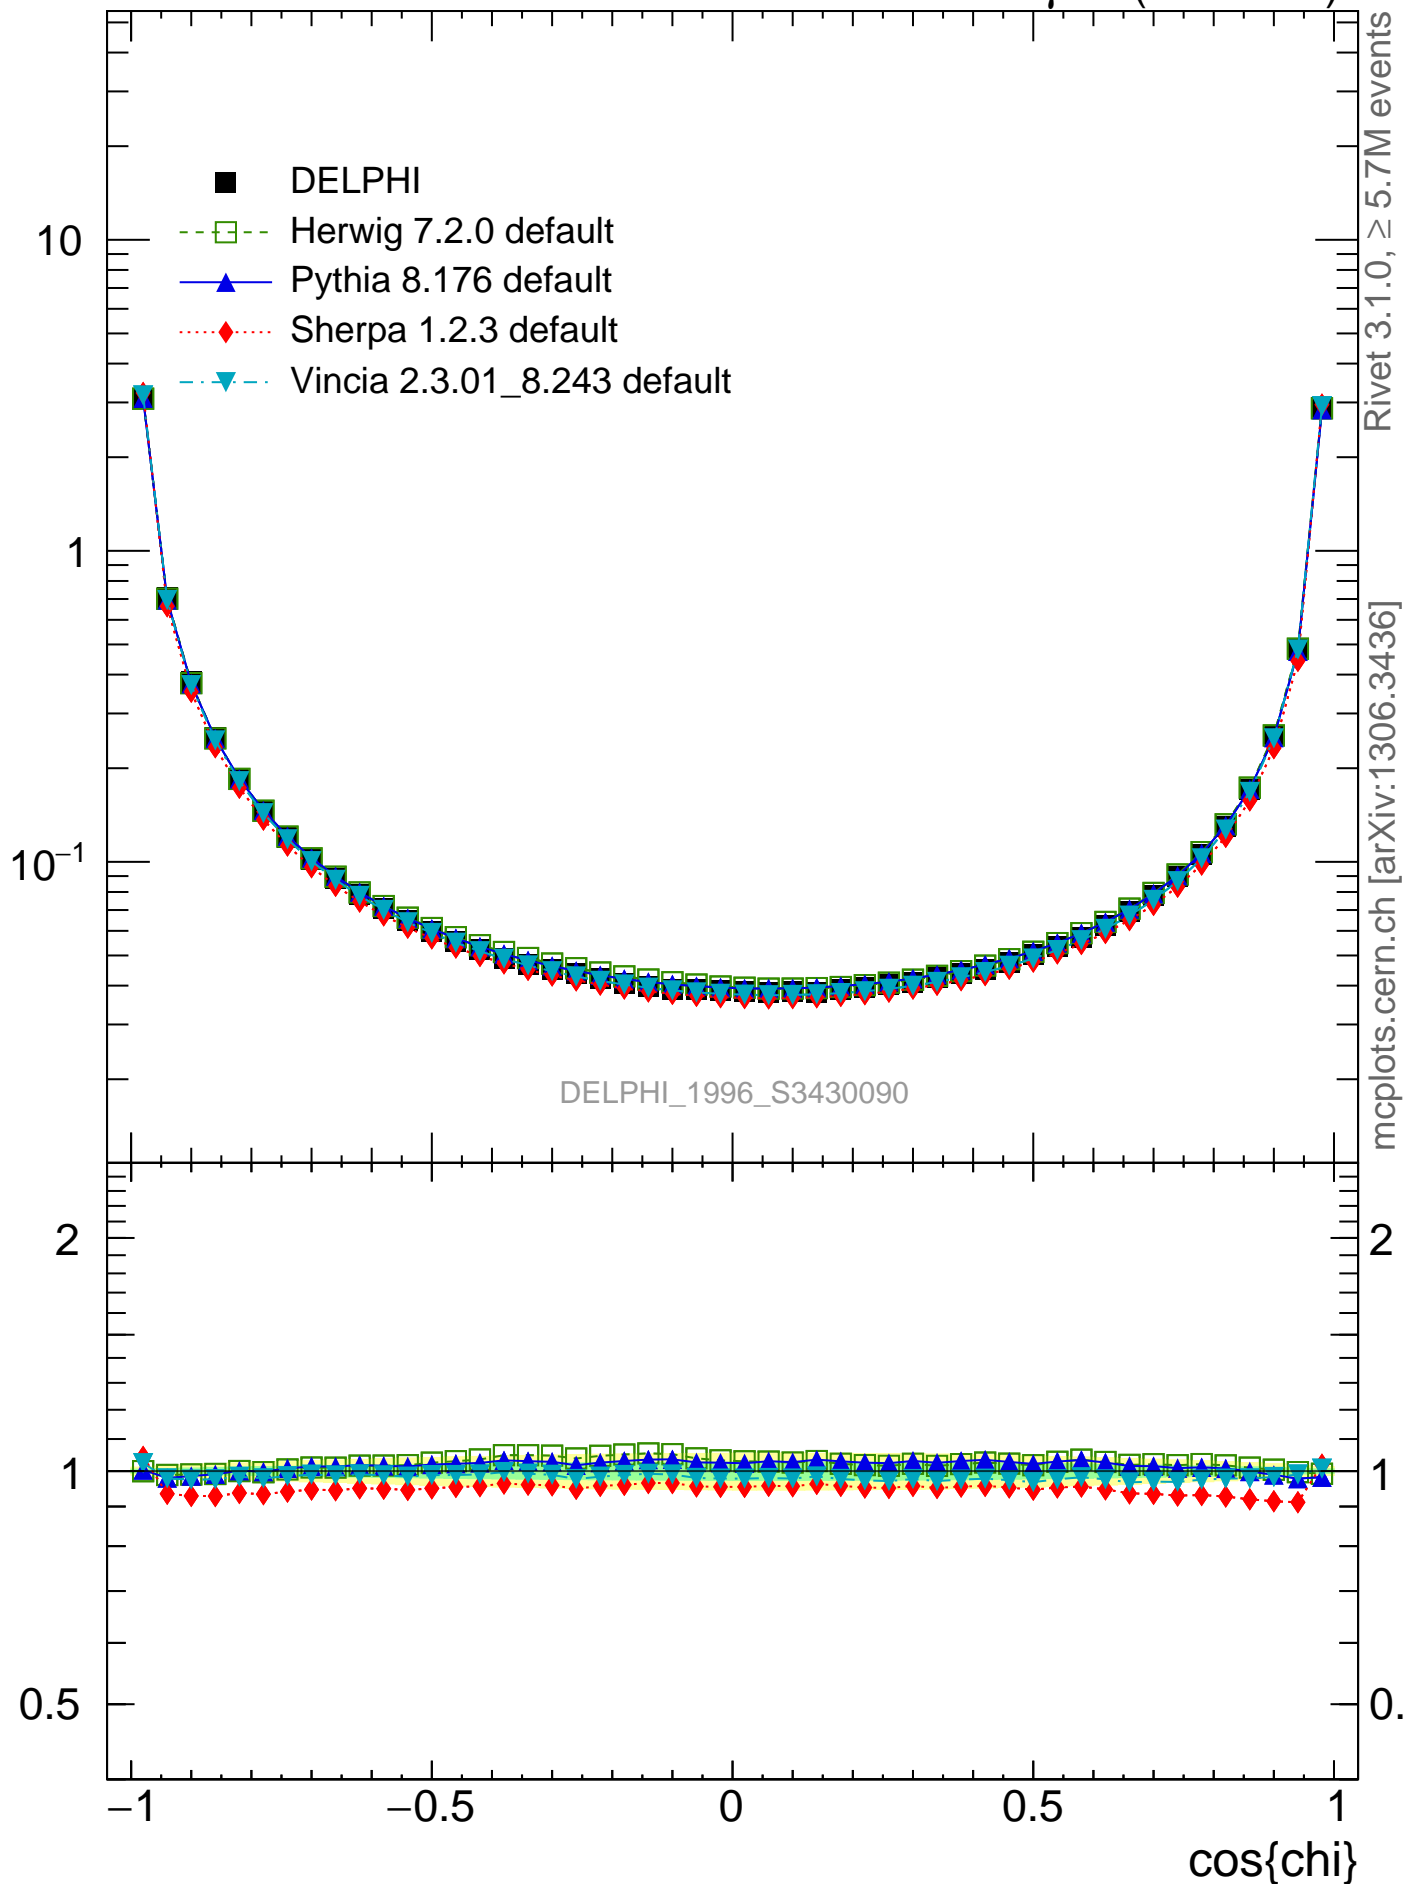 DELPHI
Herwig 7.2.0 default
Pythia 8.176 default
Sherpa 1.2.3 default
Vincia 2.3.01_8.243 default
10
1
10⁻¹
DELPHI_1996_S3430090
Rivet 3.1.0, ≥ 5.7M events
mcplots.cern.ch [arXiv:1306.3436]
2
1
0.5
2
1
0.
−1
−0.5
0
0.5
1
cos{chi}